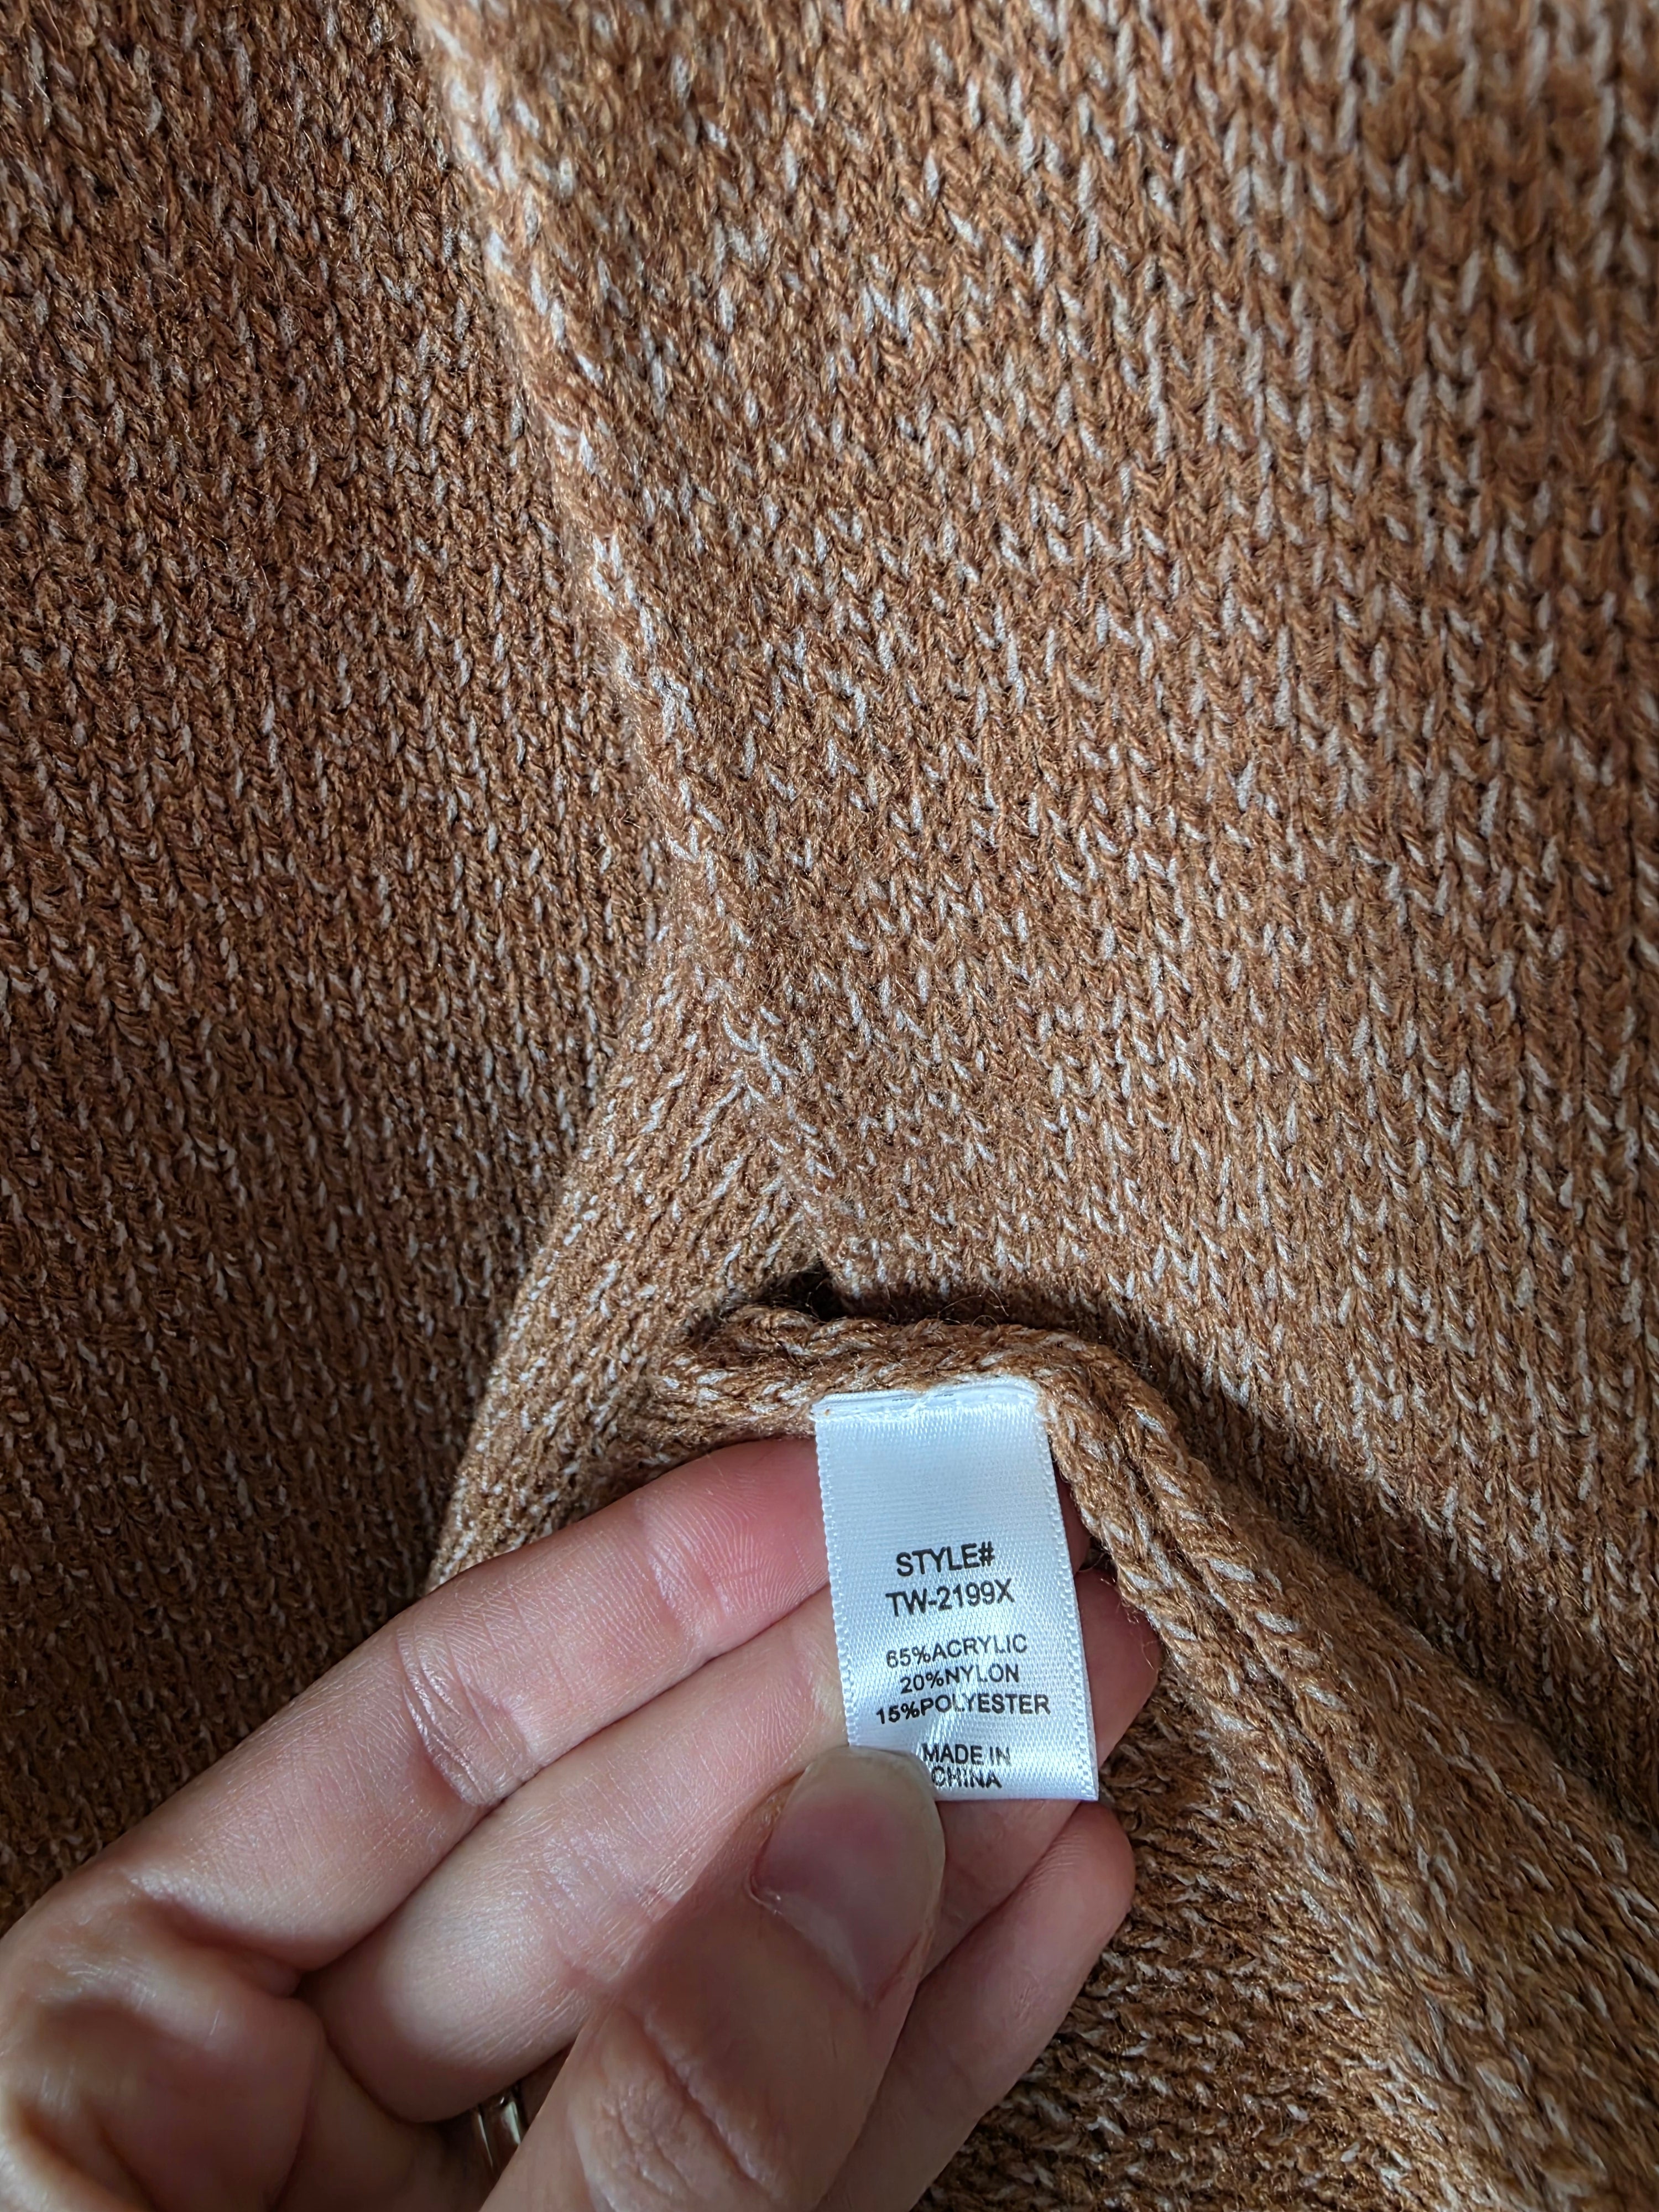 STYLE#
TW-2199X
65%ACRYLIC
20%NYLON
15%POLYESTER
MADE IN
CHINA